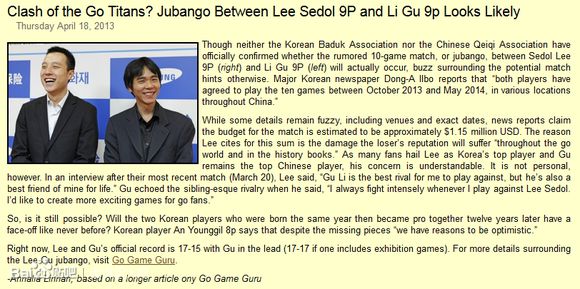 Clash of the Go Titans? Jubango Between Lee Sedol 9P and Li Gu 9p Looks Likely
Thursday April 18, 2013
Though neither the Korean Baduk Association nor the Chinese Qeiqi Association have
officially confirmed whether the rumored 10-game match, or jubango, between Sedol Lee
9P (right) and Li Gu 9P (left) will actually occur, buzz surrounding the potential match
hints otherwise. Major Korean newspaper Dong-A Ilbo reports that “both players have
agreed to play the ten games between October 2013 and May 2014, in various locations
throughout China.”
While some details remain fuzzy, including venues and exact dates, news reports claim
the budget for the match is estimated to be approximately $1.15 million USD. The reason
Lee cites for this sum is the damage the loser's reputation will suffer “throughout the go
world and in the history books.” As many fans hail Lee as Korea's top player and Gu
remains the top Chinese player, his concern is understandable. It is not personal,
however. In an interview after their most recent match (March 20), Lee said, “Gu Li is the best rival for me to play against, but he's also a
best friend of mine for life.” Gu echoed the sibling-esque rivalry when he said, “I always fight intensely whenever I play against Lee Sedol.
I'd like to create more exciting games for go fans.”
So, is it still possible? Will the two Korean players who were born the same year then became pro together twelve years later have a
face-off like never before? Korean player An Younggil 8p says that despite the missing pieces “we have reasons to be optimistic.”
Right now, Lee and Gu's official record is 17-15 with Gu in the lead (17-17 if one includes exhibition games). For more details surrounding
the Lee-Gu jubango, visit Go Game Guru.
based on a longer article ony Go Game Guru
保險
화재
SAMSUNG